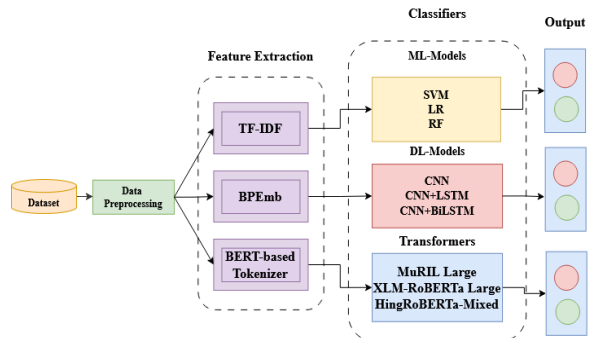 Classifiers
Output
Feature Extraction
ML-Models
SVM
LR
RF
TF-IDF
DL-Models
CNN
CNN+LSTM
CNN+BiLSTM
BPEmb
Dataset
Data
Preprocessing
Transformers
BERT-based
Tokenizer
MuRIL Large
XLM-RoBERTa Large
HingRoBERTa-Mixed